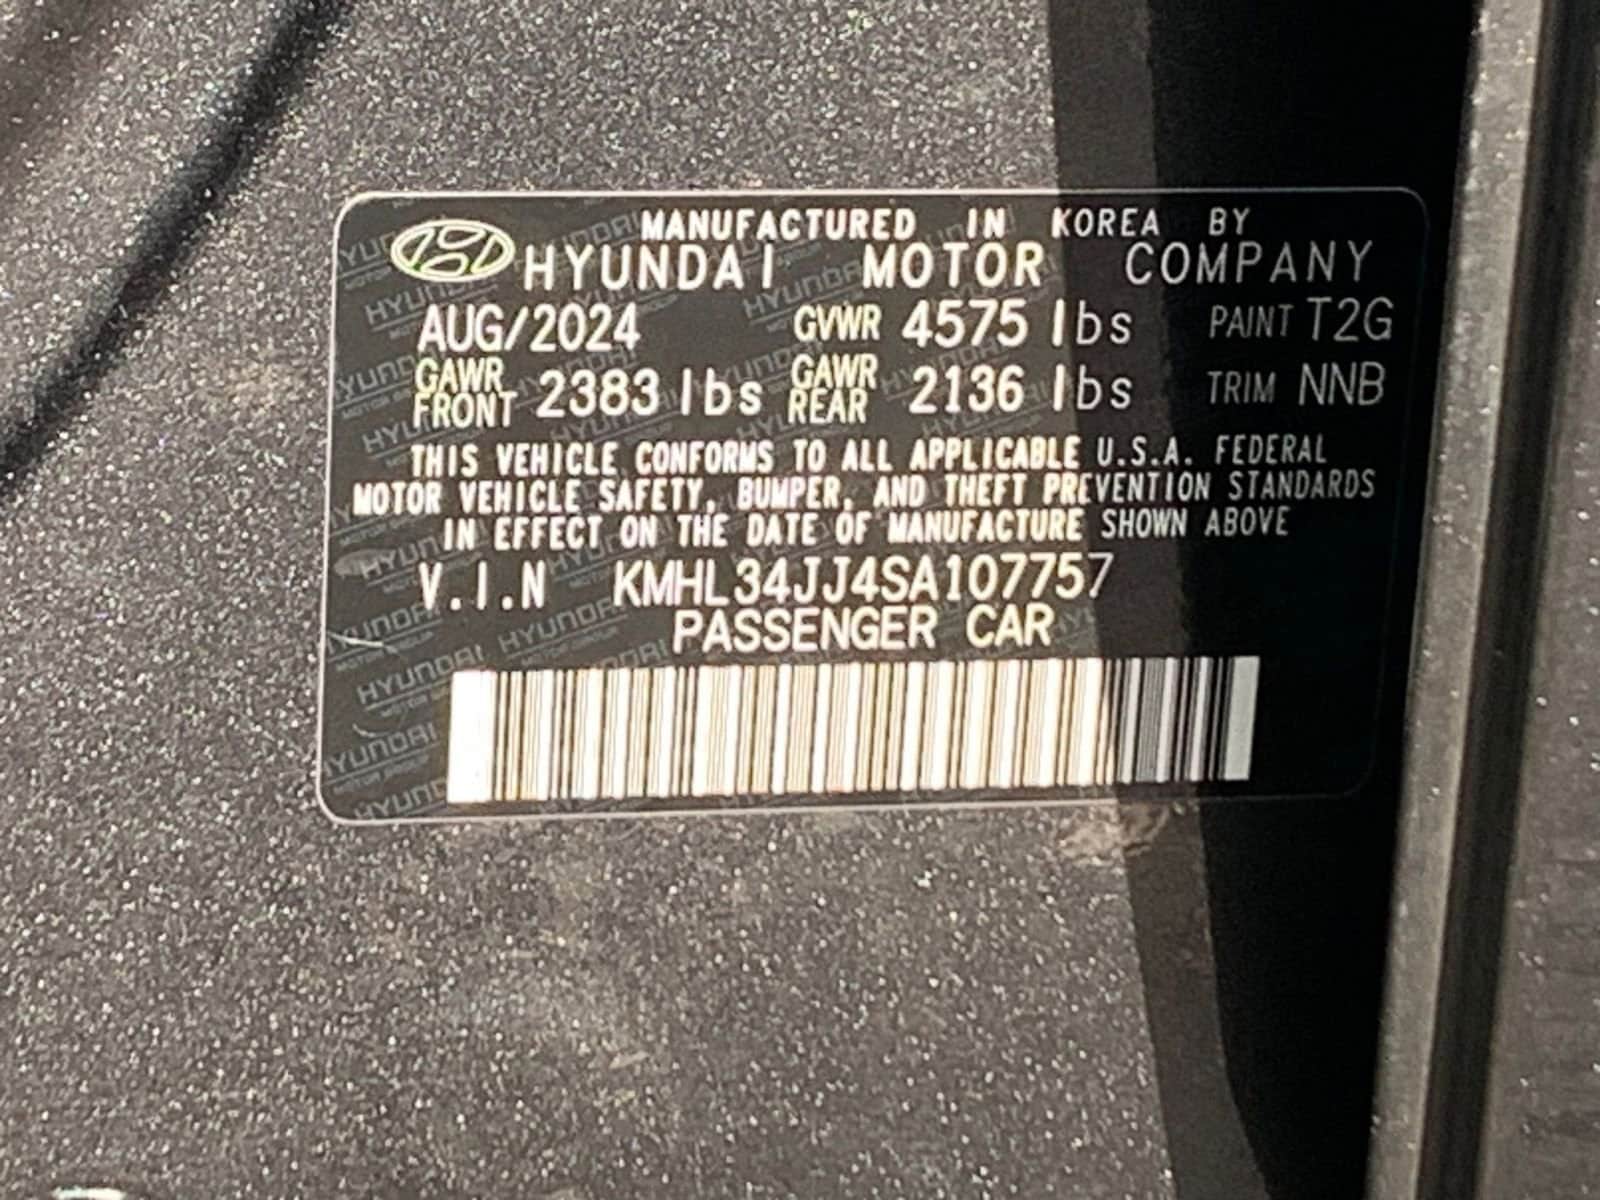 MANUFACTURED IN KOREA BY
HYUNDAI MOTOR COMPANY
AUG/2024 GVWR 4575 lbs PAINT T2G
GAWR FRONT 2383 lbs GAWR REAR 2136 lbs TRIM NNB
THIS VEHICLE CONFORMS TO ALL APPLICABLE U.S.A. FEDERAL
MOTOR VEHICLE SAFETY, BUMPER, AND THEFT PREVENTION STANDARDS
IN EFFECT ON THE DATE OF MANUFACTURE SHOWN ABOVE
V.I.N KMHL34JJ4SA107757
PASSENGER CAR